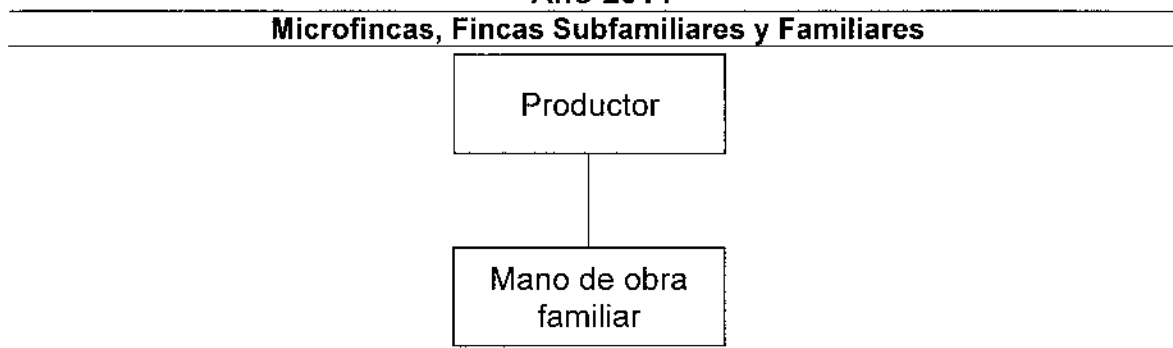 Microfincas, Fincas Subfamiliares y Familiares
Productor
Mano de obra
familiar